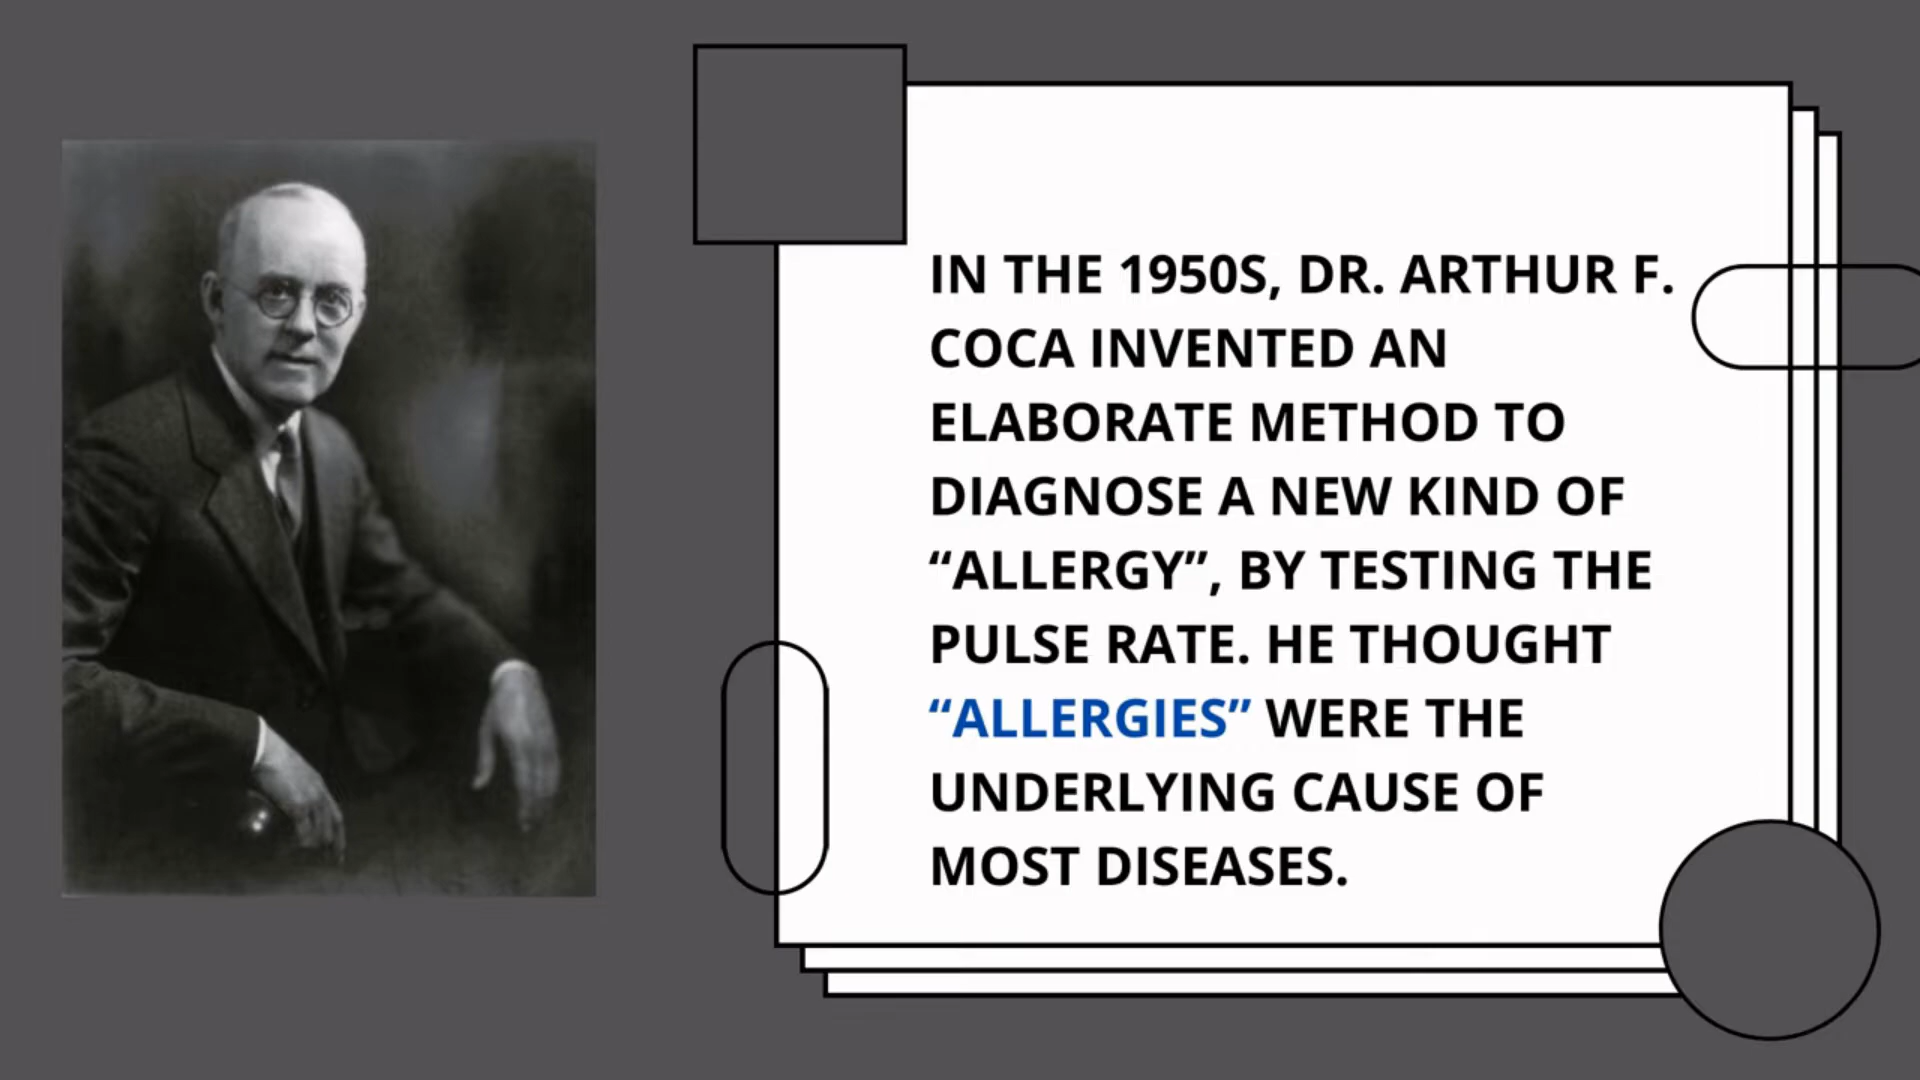 IN THE 1950S, DR. ARTHUR F.
COCA INVENTED AN
ELABORATE METHOD TO
DIAGNOSE A NEW KIND OF
“ALLERGY”, BY TESTING THE
PULSE RATE. HE THOUGHT
“ALLERGIES” WERE THE
UNDERLYING CAUSE OF
MOST DISEASES.